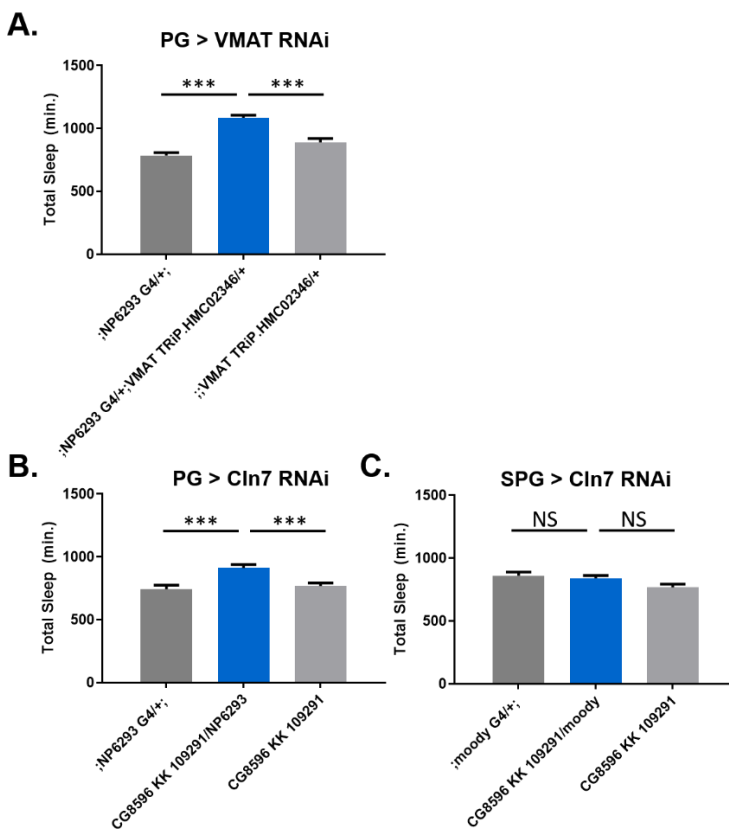 A.
PG > VMAT RNAi
Total Sleep (min.)
1500
1000
500
0
*** ***
;NP6293 G4/+;
;NP6293 G4/+;VMAT TRiP.HMC02346/+
;;VMAT TRiP.HMC02346/+
B.
PG > Cln7 RNAi
Total Sleep (min.)
1500
1000
500
0
*** ***
;NP6293 G4/+;
CG8596 KK 109291/NP6293
CG8596 KK 109291
C.
SPG > Cln7 RNAi
Total Sleep (min.)
1500
1000
500
0
NS NS
;moody G4/+;
CG8596 KK 109291/moody
CG8596 KK 109291